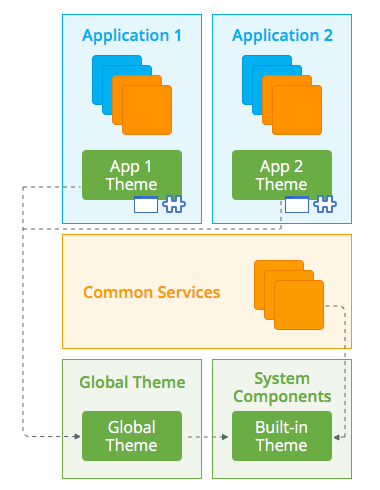 Application 1
Application 2
App 1
Theme
App 2
Theme
Common Services
Global Theme
System
Components
Global
Theme
Built-in
Theme